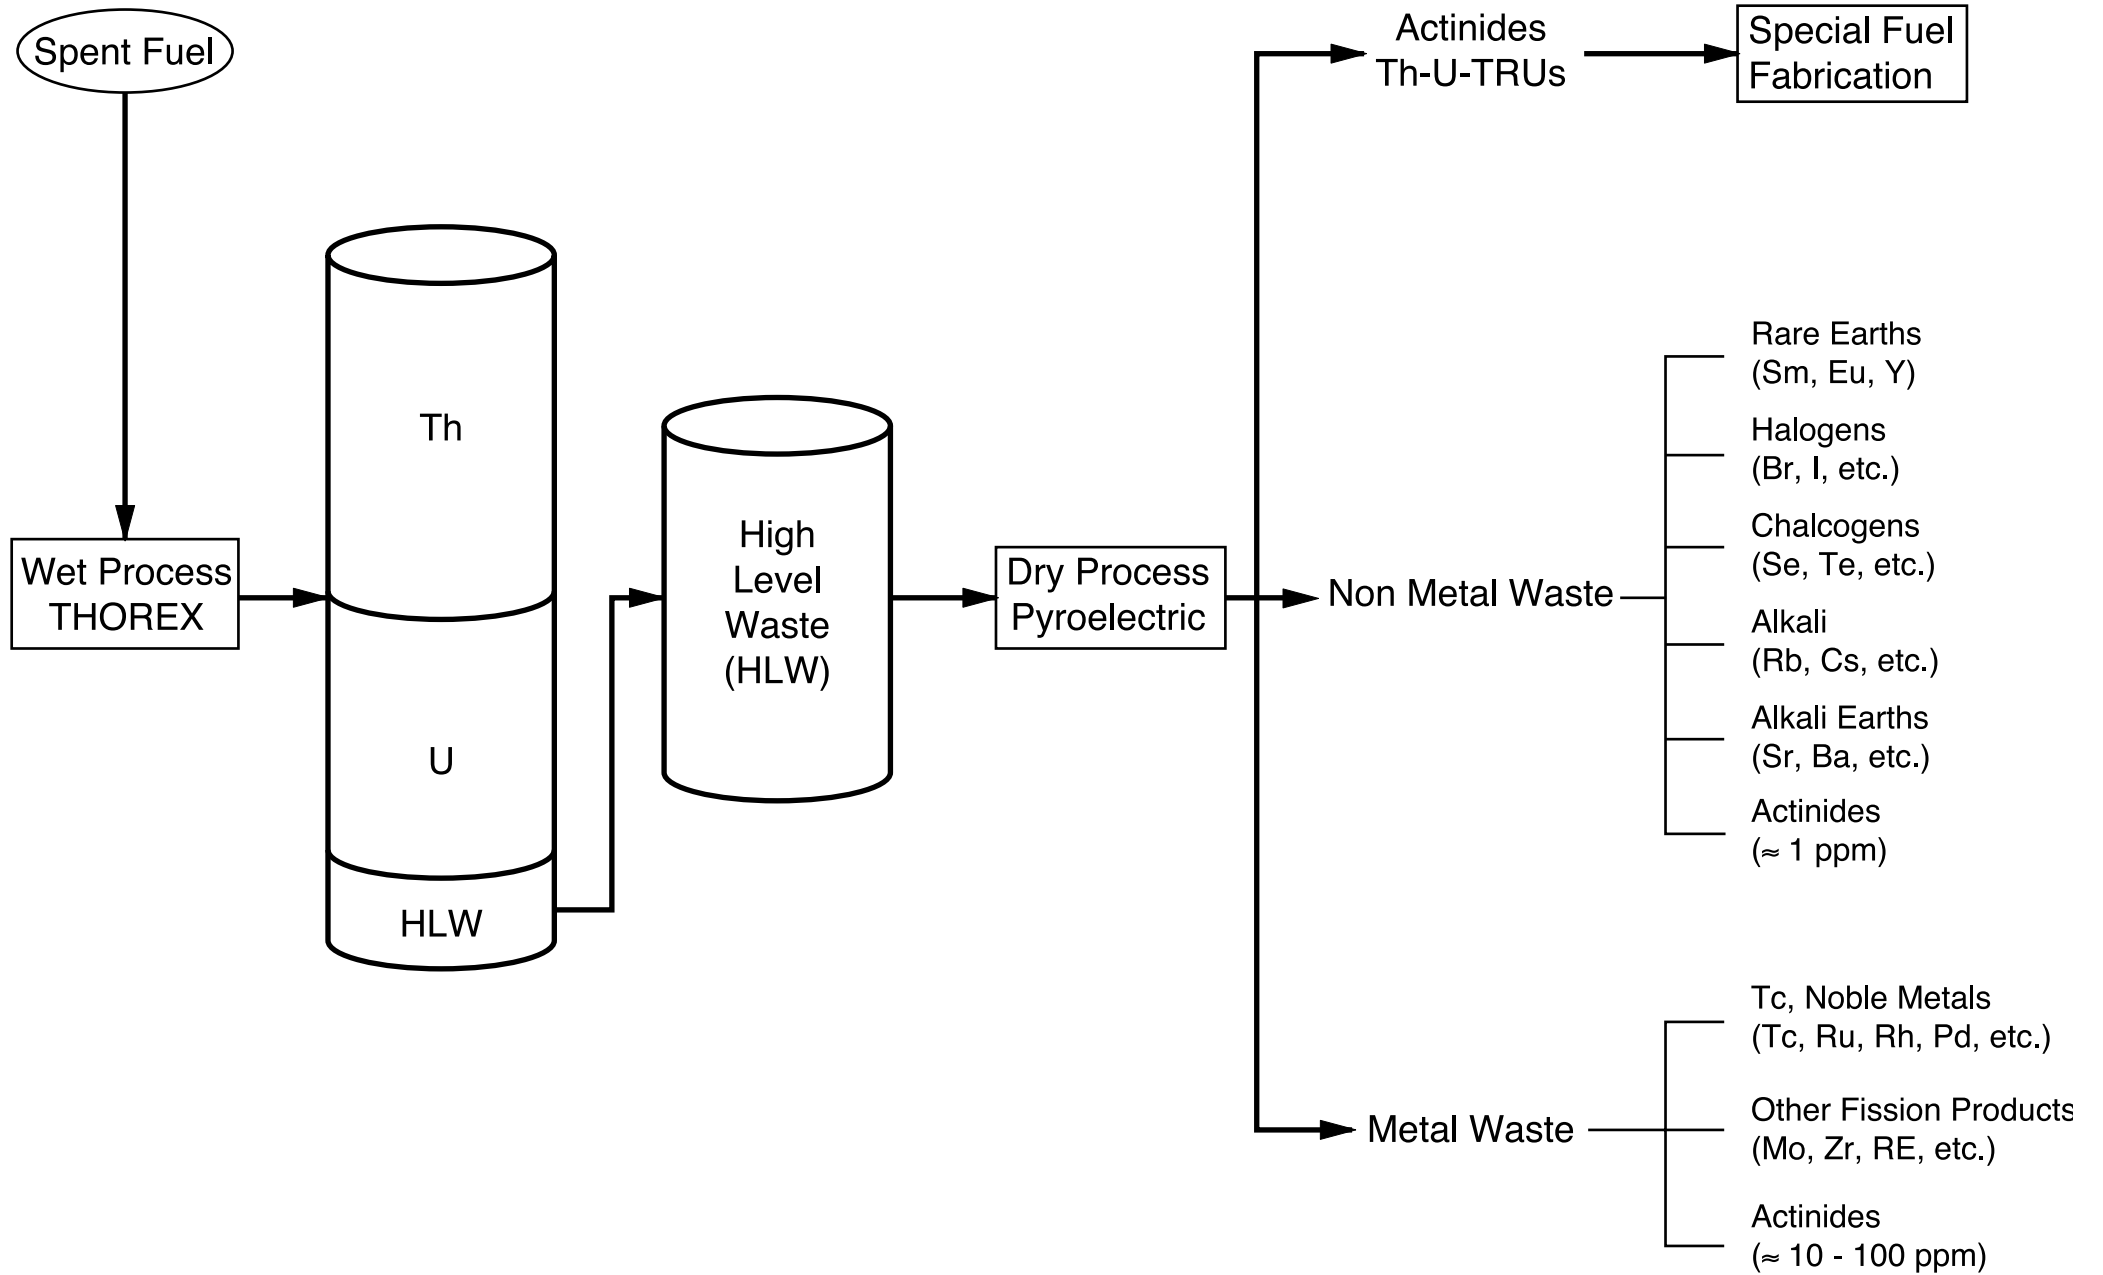 Spent Fuel
Wet Process
THOREX
Th
U
HLW
High
Level
Waste
(HLW)
Dry Process
Pyroelectric
Actinides
Th-U-TRUs
Special Fuel
Fabrication
Non Metal Waste
Rare Earths
(Sm, Eu, Y)
Halogens
(Br, I, etc.)
Chalcogens
(Se, Te, etc.)
Alkali
(Rb, Cs, etc.)
Alkali Earths
(Sr, Ba, etc.)
Actinides
(≈ 1 ppm)
Metal Waste
Tc, Noble Metals
(Tc, Ru, Rh, Pd, etc.)
Other Fission Products
(Mo, Zr, RE, etc.)
Actinides
(≈ 10 - 100 ppm)